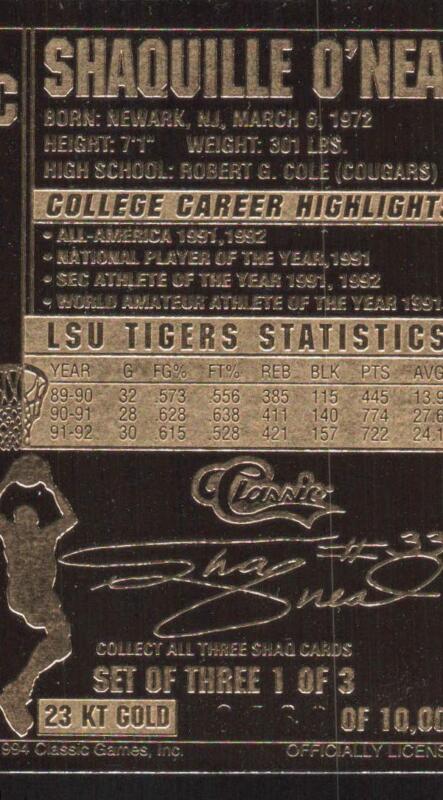 C
SHAQUILLE O'NEA
BORN: NEWARK, NJ, MARCH 6, 1972
HEIGHT: 7'1" WEIGHT: 301 LBS.
HIGH SCHOOL: ROBERT G. COLE (COUGARS)
COLLEGE CAREER HIGHLIGHTS
• ALL-AMERICA 1991, 1992
• NATIONAL PLAYER OF THE YEAR, 1991
• SEC ATHLETE OF THE YEAR 1991, 1992
• WORLD AMATEUR ATHLETE OF THE YEAR 1991
LSU TIGERS STATISTICS
YEAR G FG% FT% REB BLK PTS AVG
89-90 32 .573 .556 385 115 445 13.9
90-91 28 .628 .638 411 140 774 27.6
91-92 30 .615 .528 421 157 722 24.1
Classic
#33
Shaq Oneal
COLLECT ALL THREE SHAQ CARDS
SET OF THREE 1 OF 3
23 KT GOLD OF 10,00
1994 Classic Games, Inc. OFFICIALLY LICENS